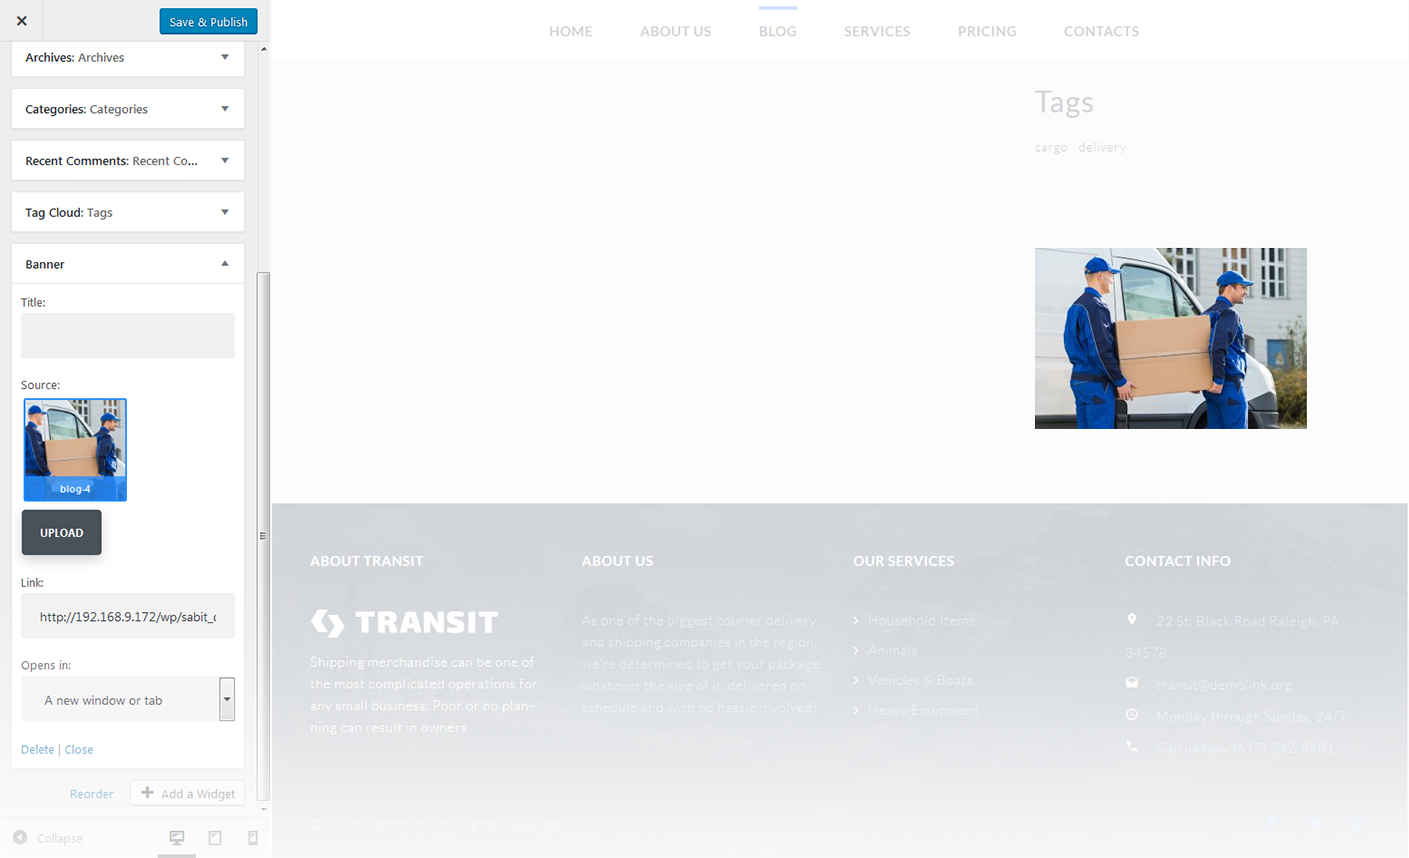 Save & Publish
Archives: Archives
Categories: Categories
Recent Comments: Recent Co...
Tag Cloud: Tags
Banner
Title:
Source:
blog-4
UPLOAD
Link:
http://192.168.9.172/wp/sabit_c
Opens in:
A new window or tab
Delete | Close
Reorder
Add a Widget
Collapse
HOME
ABOUT US
BLOG
SERVICES
PRICING
CONTACTS
Tags
cargo delivery
ABOUT TRANSIT
TRANSIT
Shipping merchandise can be one of
the most complicated operations for
any small business. Poor or no plan-
ning can result in owners.
ABOUT US
As one of the biggest courier delivery
and shipping companies in the region,
we're determined to get your package,
whatever the size of it, delivered on
schedule and with no hassle involved!
OUR SERVICES
Household Items
Animals
Vehicles & Boats
Heavy Equipment
CONTACT INFO
22 St. Black Road Raleigh, PA
34578
transit@demolink.org
Monday through Sunday, 24/7
Call us now:(617) 242-8181
© 2016 Transit, Inc. All Rights Reserved